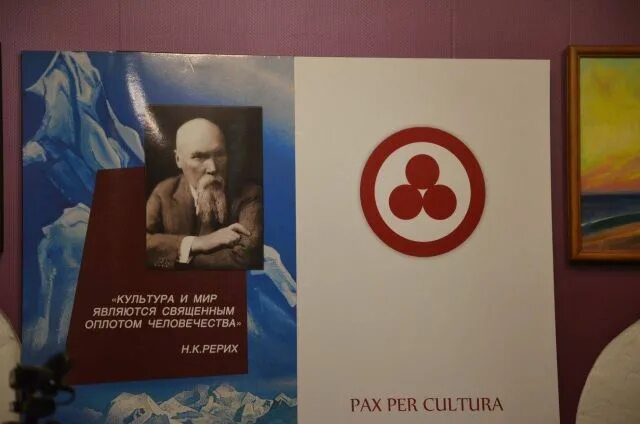 «КУЛЬТУРА И МИР
ЯВЛЯЮТСЯ СВЯЩЕННЫМ
ОПЛОТОМ ЧЕЛОВЕЧЕСТВА»
Н.К.РЕРИХ
PAX PER CULTURA